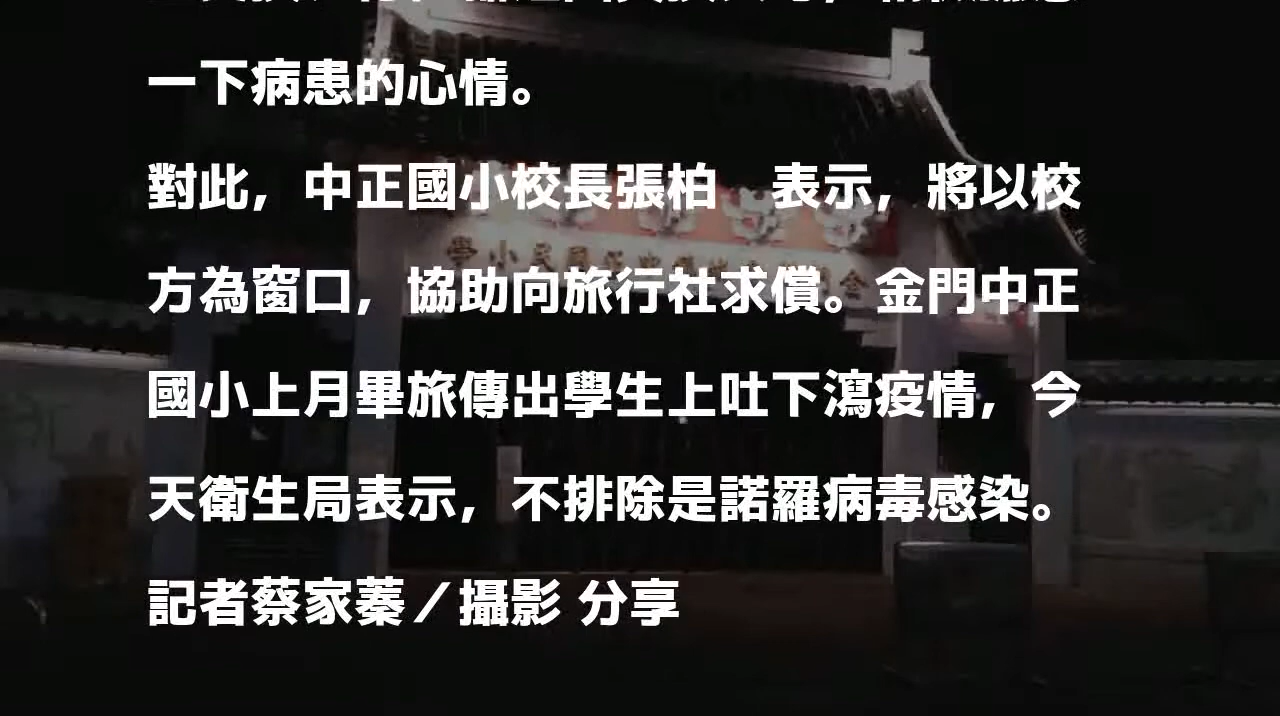 一下病患的心情。
對此，中正國小校長張柏　表示，將以校
方為窗口，協助向旅行社求償。金門中正
國小上月畢旅傳出學生上吐下瀉疫情，今
天衛生局表示，不排除是諾羅病毒感染。
記者蔡家蓁／攝影 分享